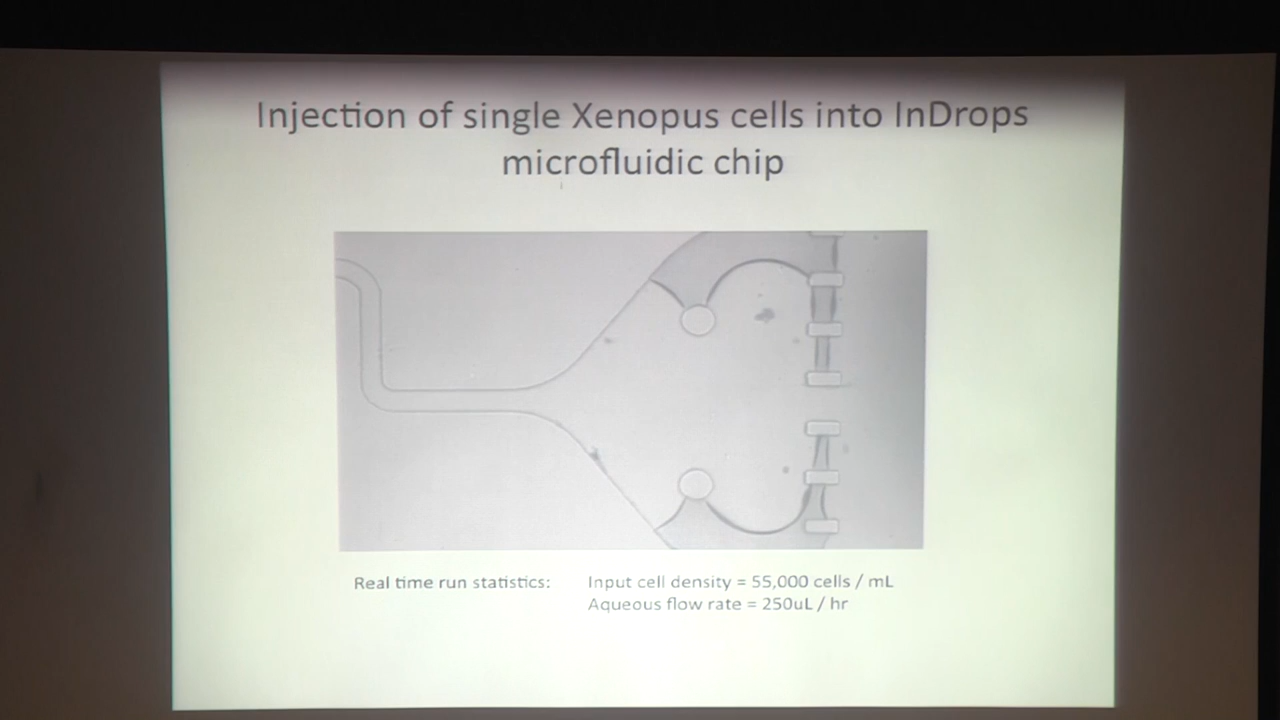 Injection of single Xenopus cells into InDrops
microfluidic chip
Real time run statistics:
Input cell density = 55,000 cells / mL
Aqueous flow rate = 250uL / hr